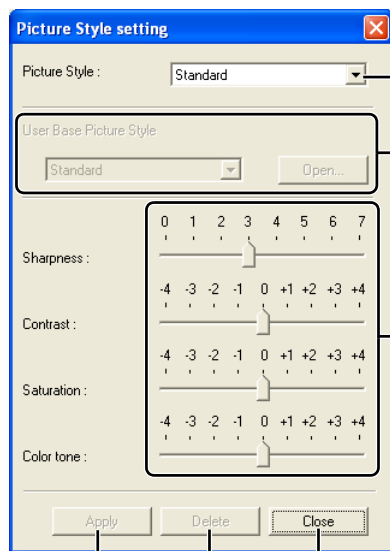 Picture Style setting
Picture Style : Standard
User Base Picture Style
Standard Open...
0 1 2 3 4 5 6 7
Sharpness :
-4 -3 -2 -1 0 +1 +2 +3 +4
Contrast :
-4 -3 -2 -1 0 +1 +2 +3 +4
Saturation :
-4 -3 -2 -1 0 +1 +2 +3 +4
Color tone :
Apply Delete Close